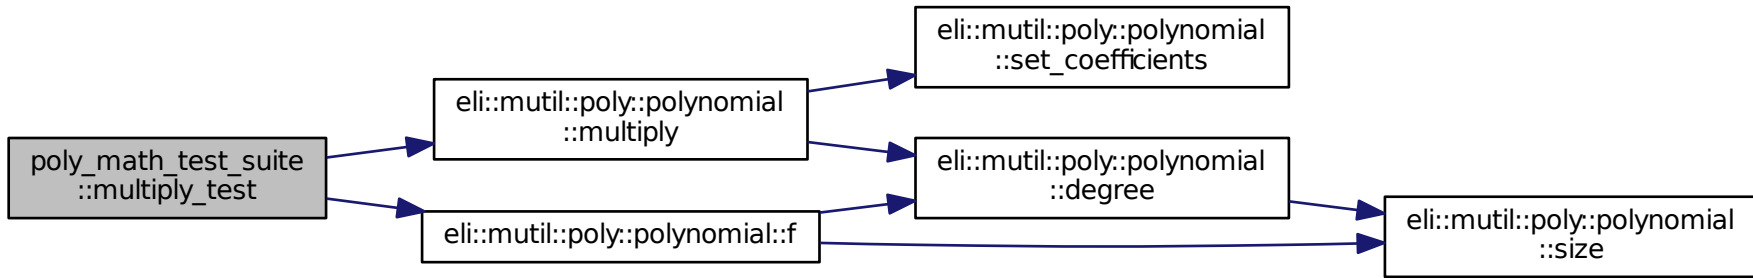 poly_math_test_suite
::multiply_test
eli::mutil::poly::polynomial
::multiply
eli::mutil::poly::polynomial::f
eli::mutil::poly::polynomial
::set_coefficients
eli::mutil::poly::polynomial
::degree
eli::mutil::poly::polynomial
::size